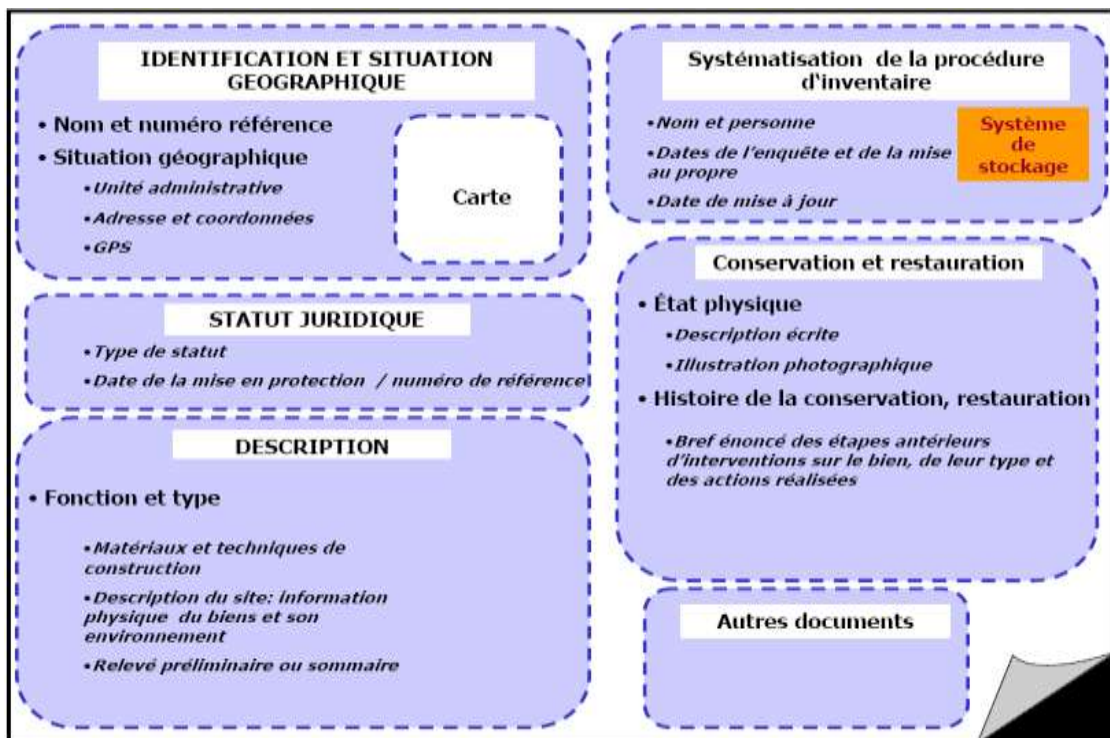 IDENTIFICATION ET SITUATION
GEOGRAPHIQUE
• Nom et numéro référence
• Situation géographique
•Unité administrative
•Adresse et coordonnées
•GPS
Carte
STATUT JURIDIQUE
•Type de statut
•Date de la mise en protection / numéro de référence
DESCRIPTION
• Fonction et type
•Matériaux et techniques de
construction
•Description du site: information
physique du biens et son
environnement
•Relevé préliminaire ou sommaire
Systématisation de la procédure
d'inventaire
•Nom et personne
•Dates de l'enquête et de la mise
au propre
•Date de mise à jour
Système
de
stockage
Conservation et restauration
• État physique
•Description écrite
•Illustration photographique
• Histoire de la conservation, restauration
•Bref énoncé des étapes antérieurs
d'interventions sur le bien, de leur type et
des actions réalisées
Autres documents